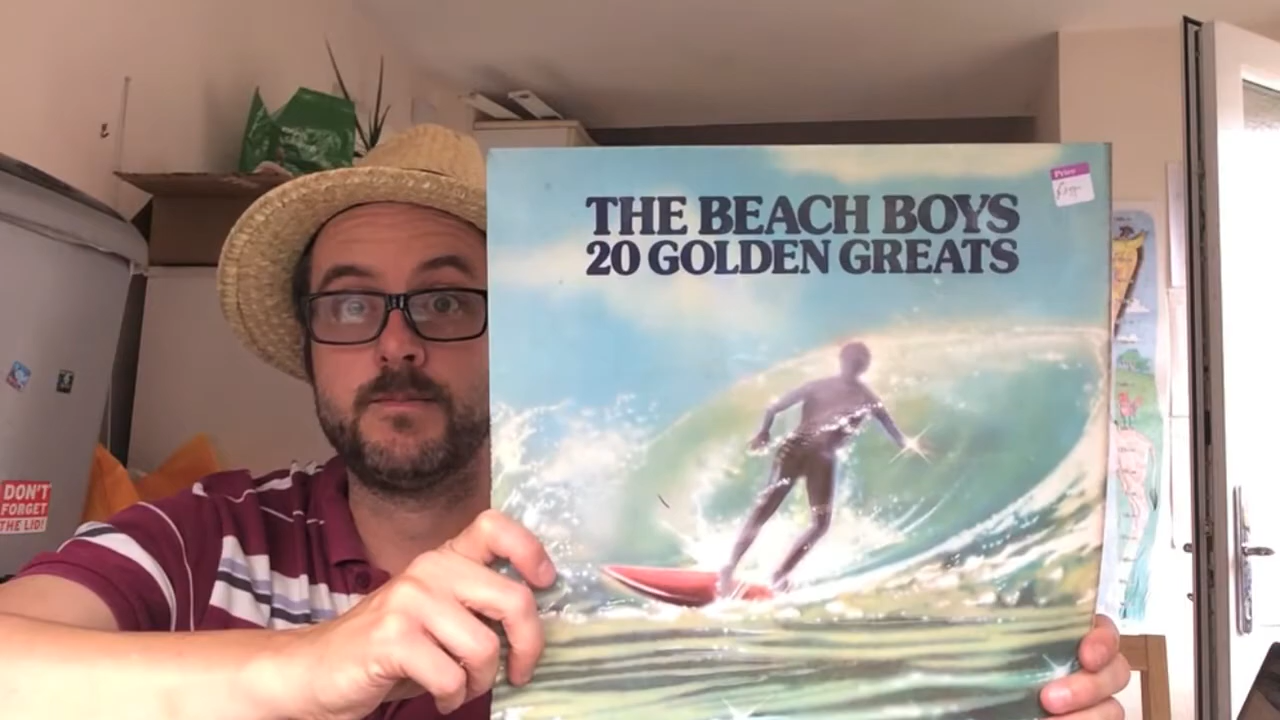 THE BEACH BOYS
20 GOLDEN GREATS
Price
DON'T
FORGET
THE LID!